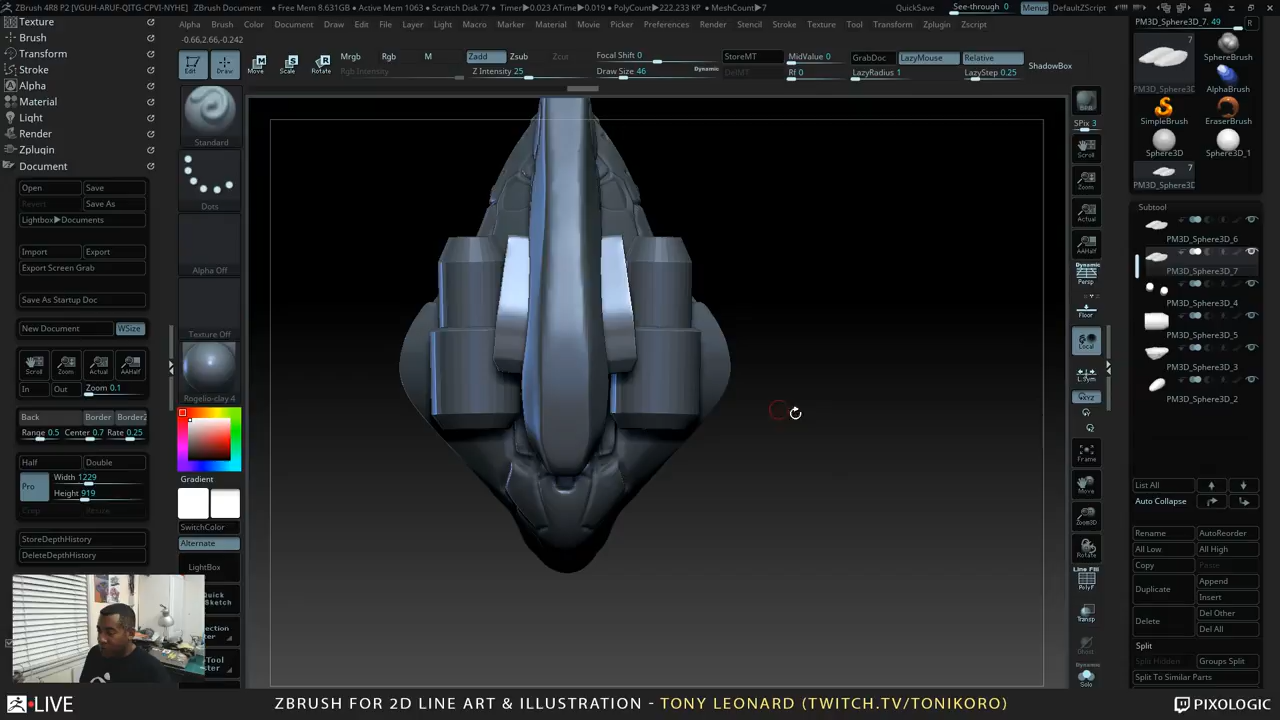 ZBrush 4R8 P2 [VGUH-ARUF-QITG-CPVI-NYHE] ZBrush Document • Free Mem 8.631GB • Active Mem 1063 • Scratch Disk 77 • Timer▶0.023 ATime▶0.019 • PolyCount▶222.233 KP • MeshCount▶7 QuickSave See-through 0 Menus DefaultZScript
Alpha Brush Color Document Draw Edit File Layer Light Macro Marker Material Movie Picker Preferences Render Stencil Stroke Texture Tool Transform Zplugin Zscript
-0.66,2.66,-0.242
Texture
Brush
Transform
Stroke
Alpha
Material
Light
Render
Zplugin
Document
Open Save
Revert Save As
Lightbox▶Documents
Import Export
Export Screen Grab
Save As Startup Doc
New Document WSize
Scroll Zoom Actual AAHalf
In Out Zoom 0.1
Back Border Border2
Range 0.5 Center 0.7 Rate 0.25
Half Double
Pro Width 1229
Height 919
Crop Resize
StoreDepthHistory
DeleteDepthHistory
Edit Draw Move Scale Rotate
Mrgb Rgb M
Rgb Intensity
Zadd Zsub Zcut
Z Intensity 25
Focal Shift 0
Draw Size 46 Dynamic
StoreMT
DelMT
MidValue 0
Rf 0
GrabDoc LazyMouse Relative
LazyRadius 1 LazyStep 0.25
ShadowBox
Standard
Dots
Alpha Off
Texture Off
Rogelio-clay 4
Gradient
SwitchColor
Alternate
LightBox
Quick
Sketch
BPR
SPix 3
Scroll
Zoom
Actual
AAHalf
Dynamic
Persp
Floor
Local
L.Sym
XYZ
Frame
Move
Zoom3D
Rotate
Line Fill
PolyF
Transp
Ghost
Dynamic
Solo
PM3D_Sphere3D_7. 49 R
7
PM3D_Sphere3D
SphereBrush
AlphaBrush
SimpleBrush
EraserBrush
Sphere3D
Sphere3D_1
7
PM3D_Sphere3D
Subtool
PM3D_Sphere3D_6
PM3D_Sphere3D_7
PM3D_Sphere3D_4
PM3D_Sphere3D_5
PM3D_Sphere3D_3
PM3D_Sphere3D_2
List All
Auto Collapse
Rename AutoReorder
All Low All High
Copy Paste
Duplicate Append
Insert
Delete Del Other
Del All
Split
Split Hidden Groups Split
Split To Similar Parts
LIVE
ZBRUSH FOR 2D LINE ART & ILLUSTRATION - TONY LEONARD (TWITCH.TV/TONIKORO)
PIXOLOGIC